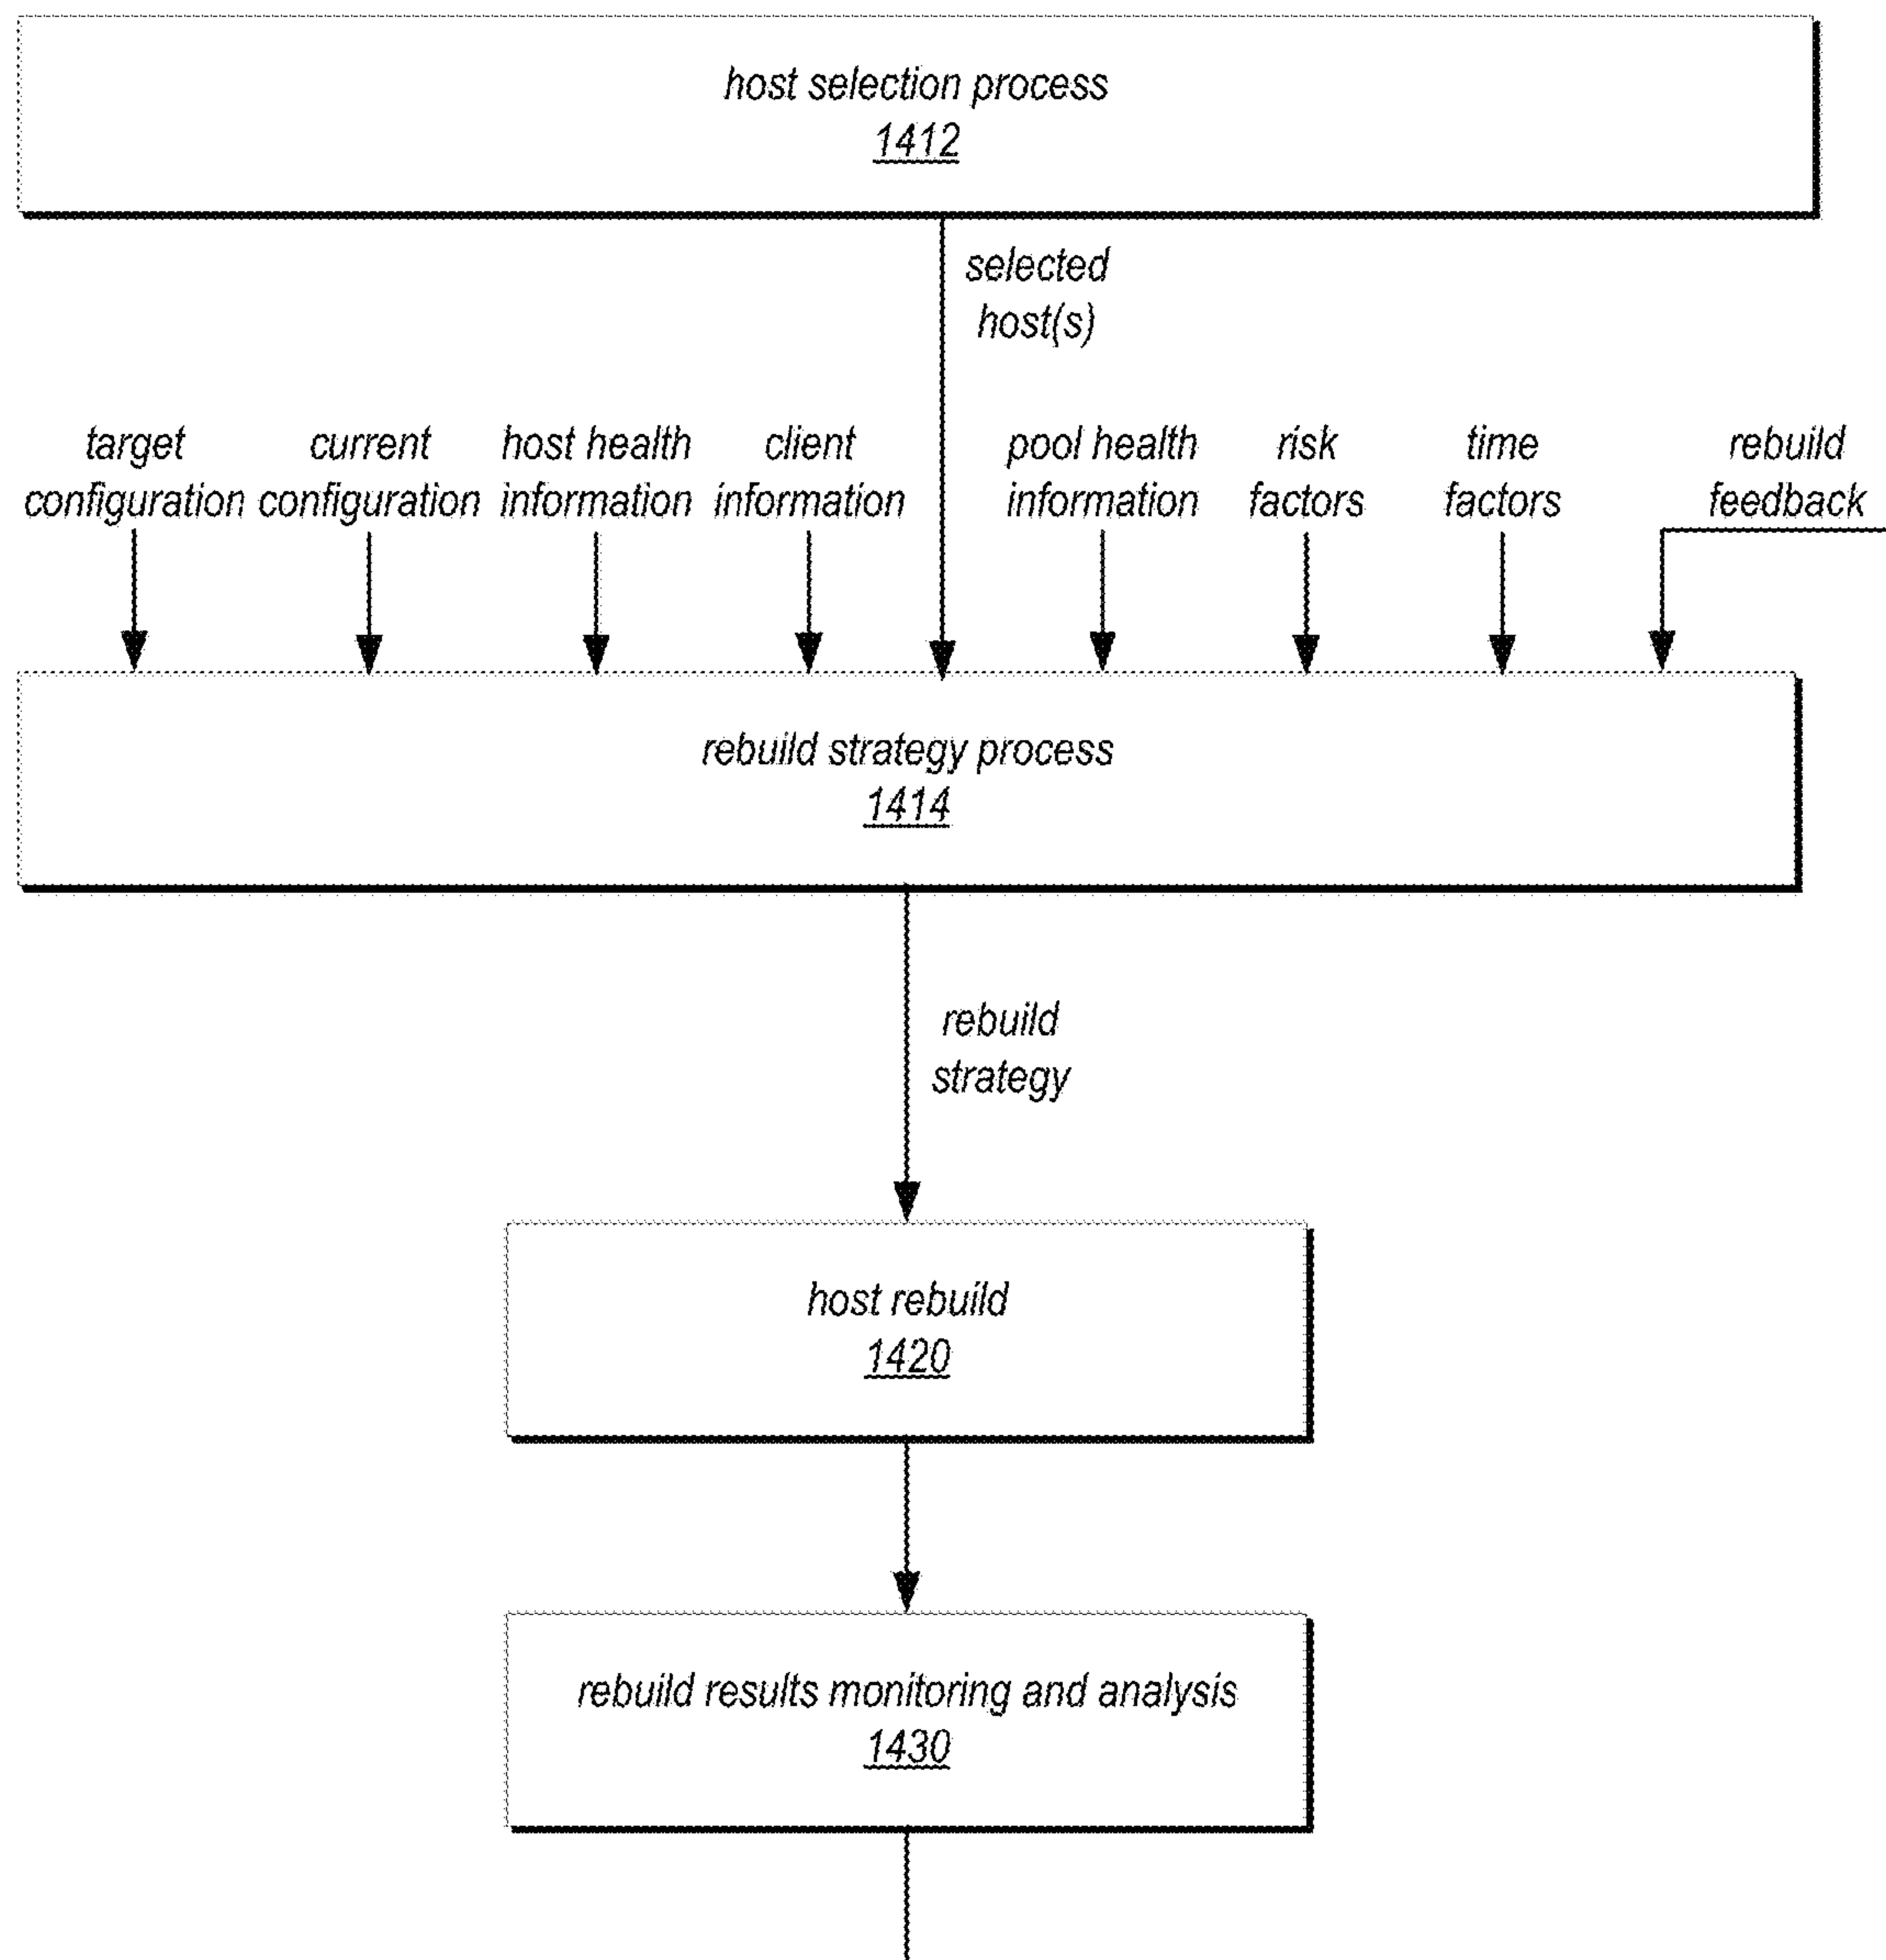 host selection process
1412
selected
host(s)
target configuration
current configuration
host health information
client information
pool health information
risk factors
time factors
rebuild feedback
rebuild strategy process
1414
rebuild
strategy
host rebuild
1420
rebuild results monitoring and analysis
1430